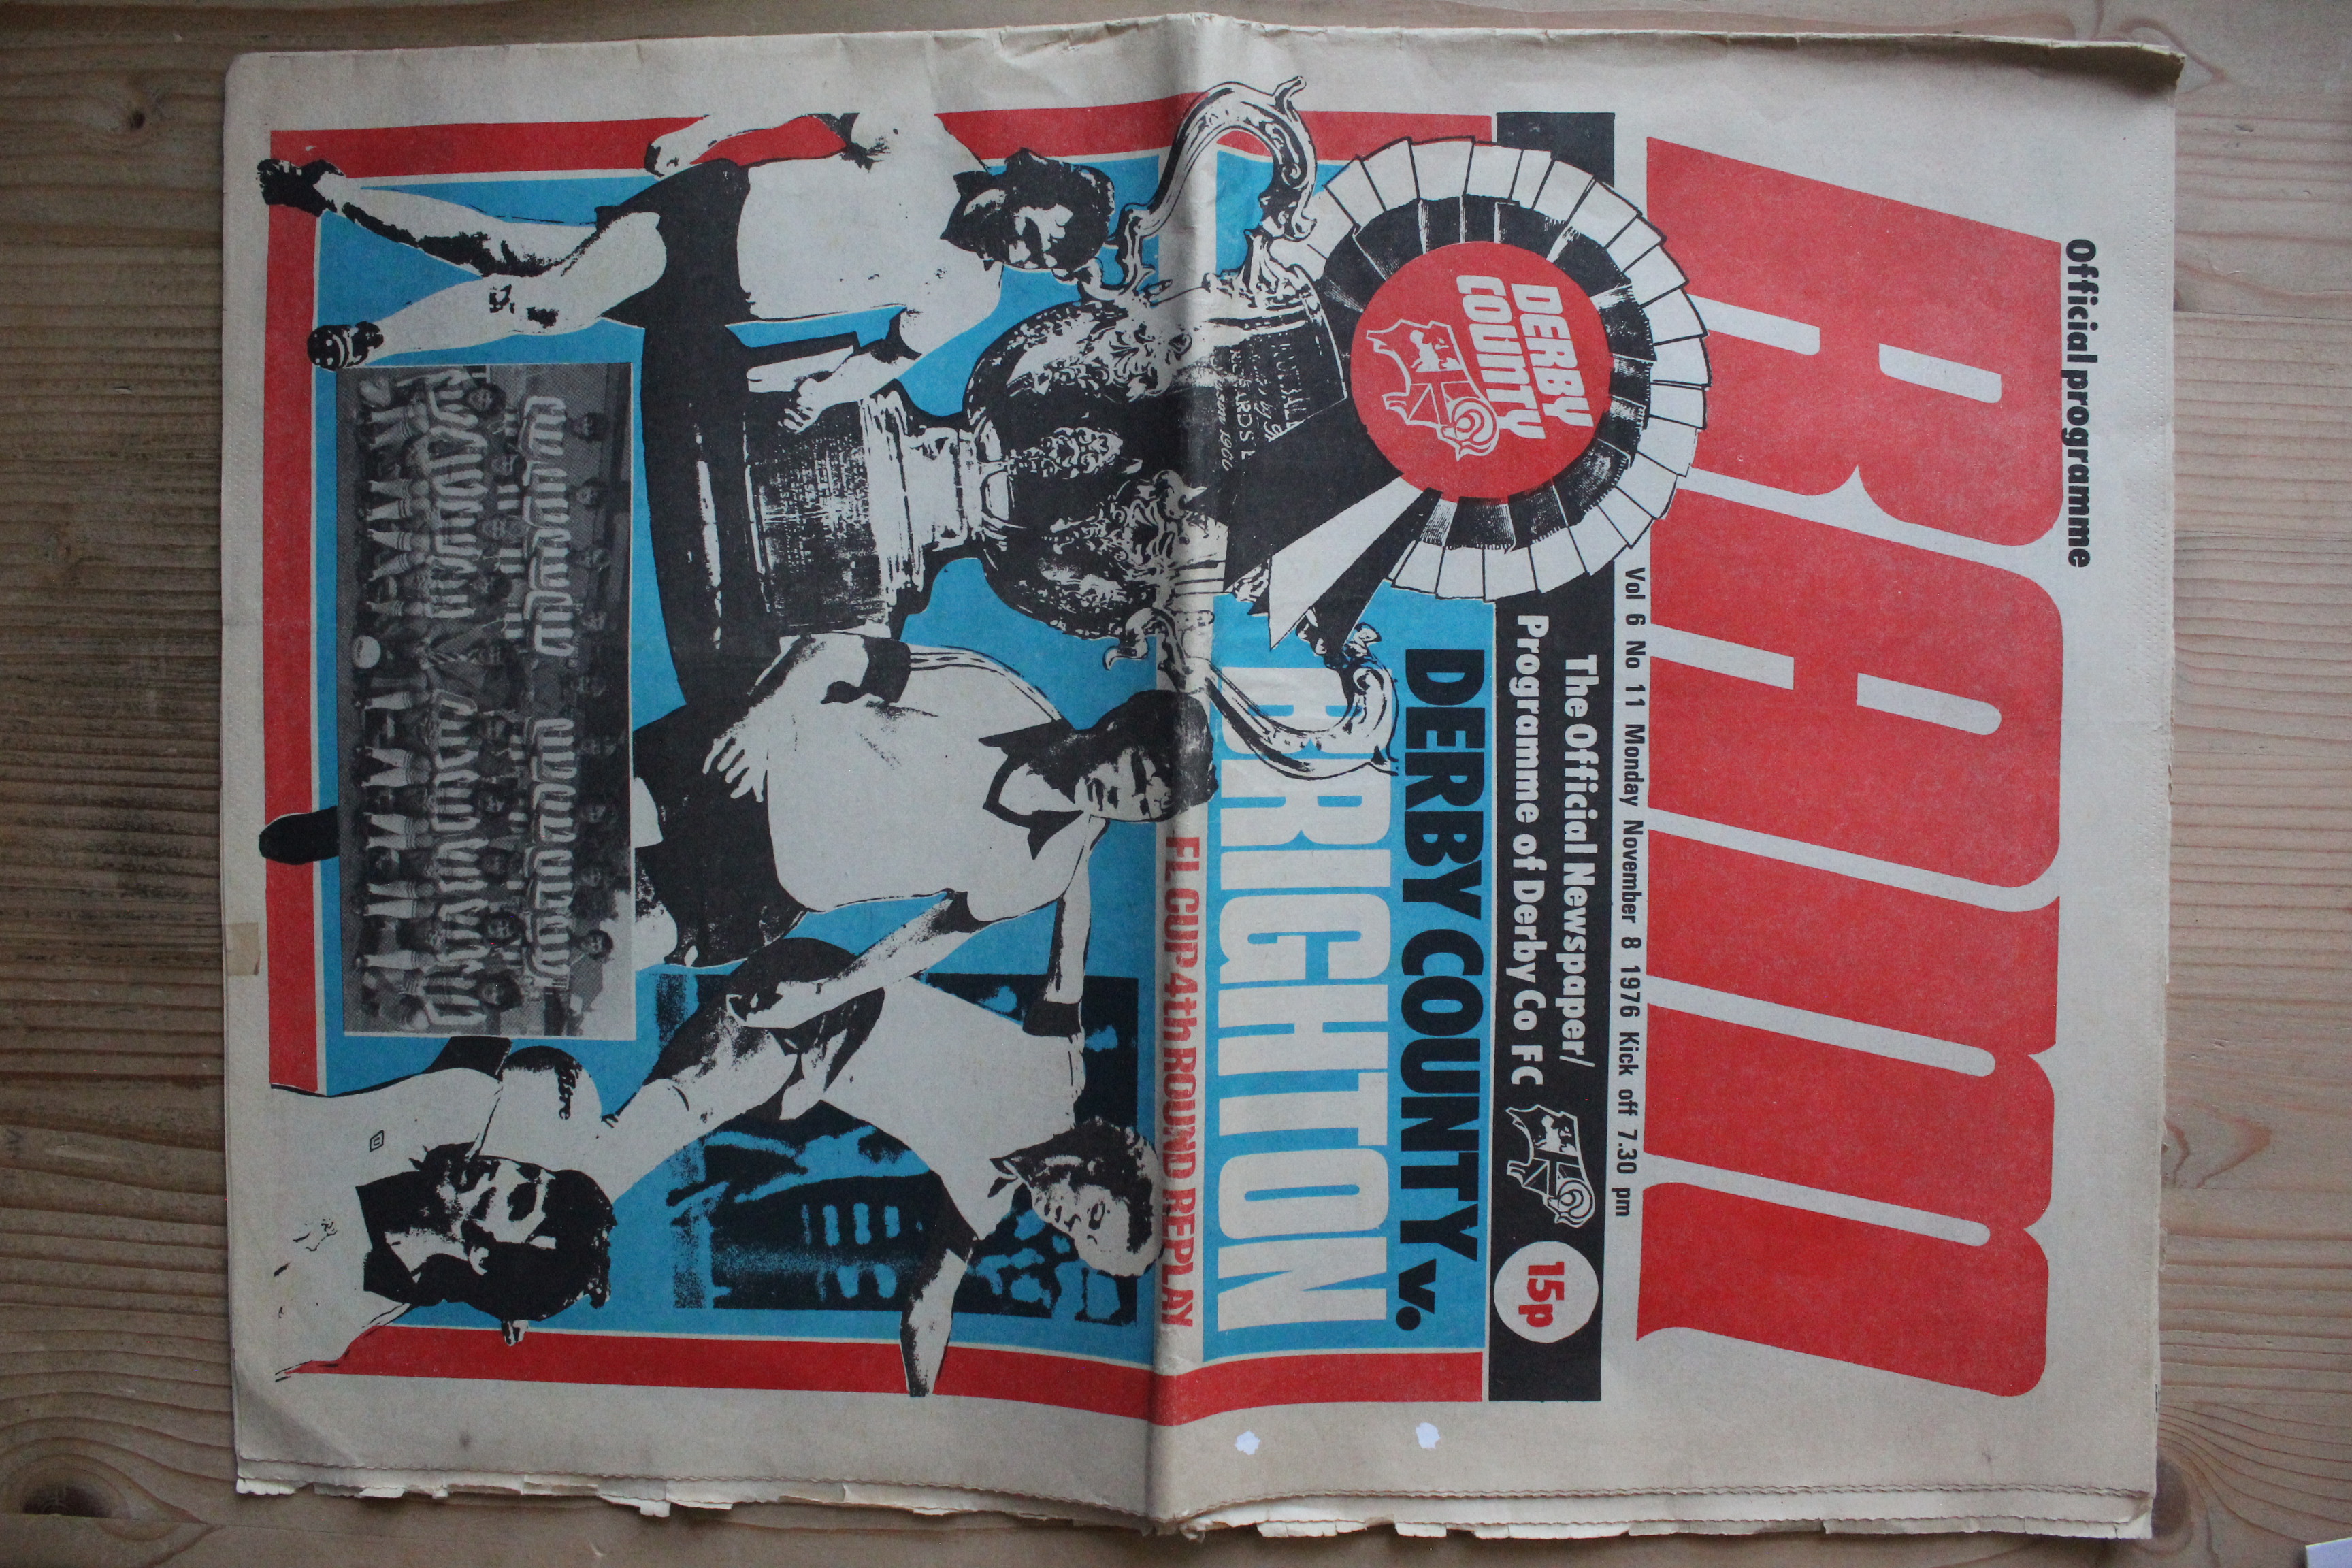 Official programme
RAM
Vol 6 No 11 Monday November 8 1976 Kick off 7.30 pm
The Official Newspaper/
Programme of Derby Co FC
15p
DERBY
COUNTY
DERBY COUNTY v.
BRIGHTON
FL CUP 4th ROUND REPLAY
Mitre